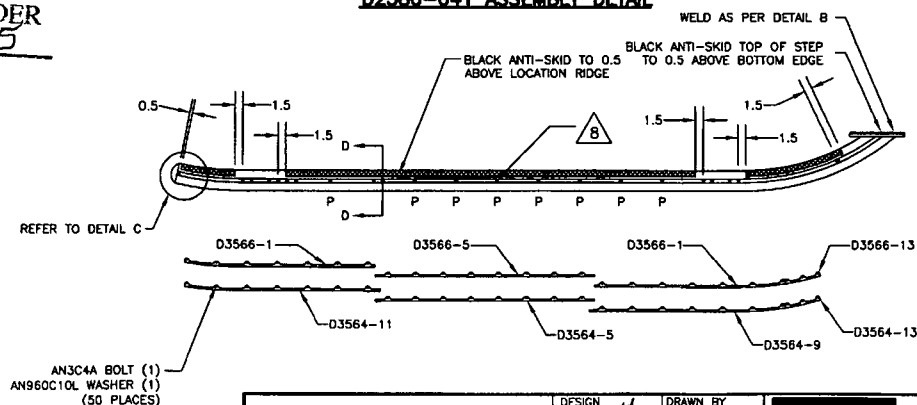 DER
5
D2580-041 ASSEMBLY DETAIL
WELD AS PER DETAIL B
BLACK ANTI-SKID TO 0.5
ABOVE LOCATION RIDGE
BLACK ANTI-SKID TOP OF STEP
TO 0.5 ABOVE BOTTOM EDGE
0.5
1.5
1.5
D
8
1.5
1.5
1.5
D
P P P P P P P P
REFER TO DETAIL C
D3566-1
D3566-5
D3566-1
D3566-13
D3564-11
D3564-5
D3564-9
D3564-13
AN3C4A BOLT (1)
AN960C10L WASHER (1)
(50 PLACES)
DESIGN
DRAWN BY